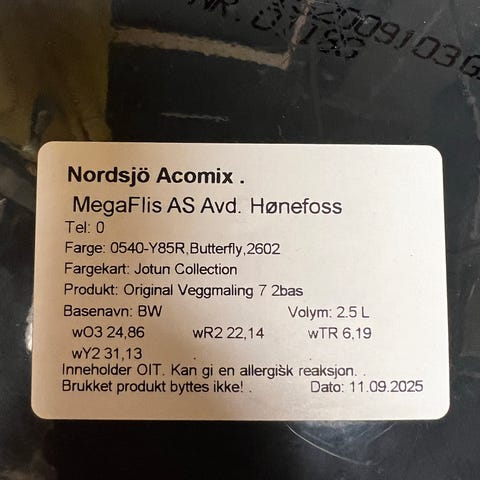 NR. 01193
Nordsjö Acomix .
MegaFlis AS Avd. Hønefoss
Tel: 0
Farge: 0540-Y85R,Butterfly,2602
Fargekart: Jotun Collection
Produkt: Original Veggmaling 7 2bas
Basenavn: BW Volym: 2.5 L
wO3 24,86 wR2 22,14 wTR 6,19
wY2 31,13
Inneholder OIT. Kan gi en allergisk reaksjon. .
Brukket produkt byttes ikke! . Dato: 11.09.2025